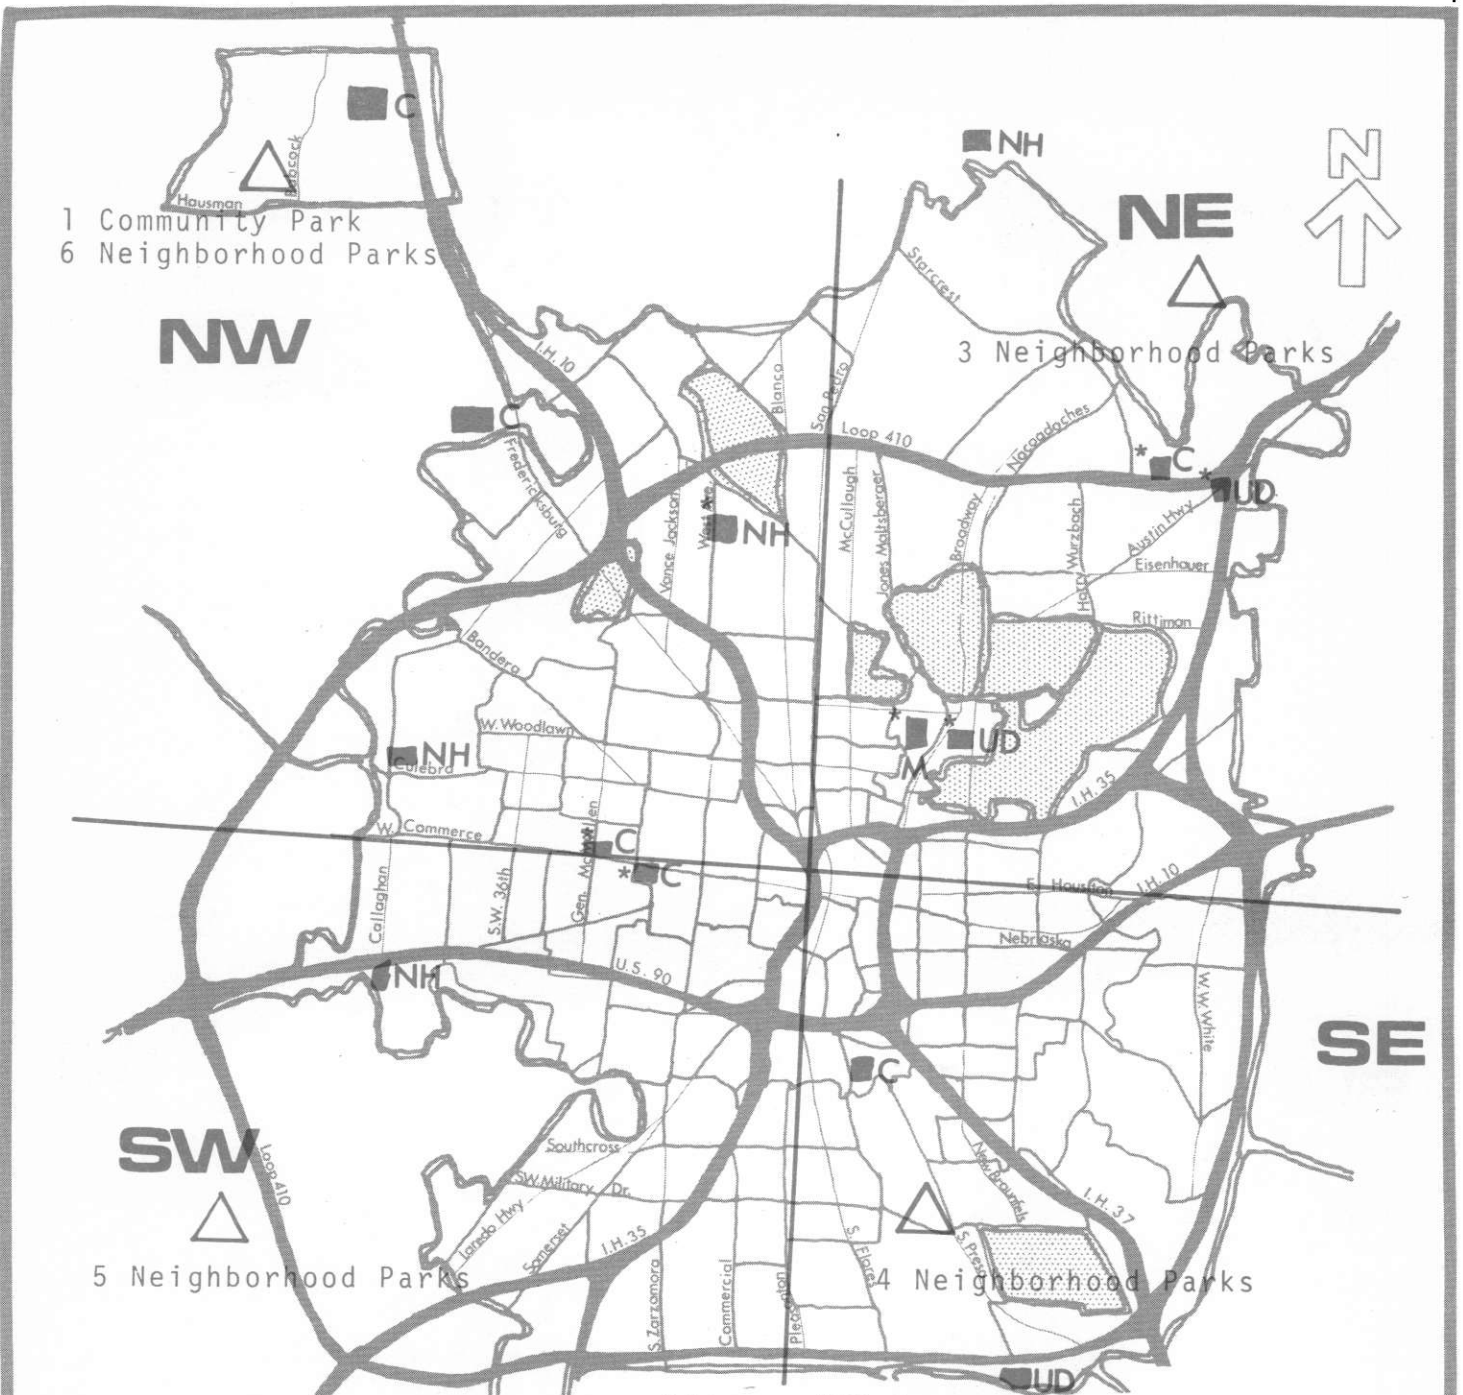 C
Babcock
Hausman
1 Community Park
6 Neighborhood Parks
NH
N
NE
NW
Starcrest
3 Neighborhood Parks
I.H. 10
Blanco
San Pedro
C
Loop 410
Nacogdoches
* C
* UD
Fredericksburg
Vance Jackson
West Ave.
*
NH
McCullough
Jones Maltsberger
Broadway
Harry Wurzbach
Austin Hwy
Eisenhauer
Rittiman
Bandera
W. Woodlawn
* M
* UD
NH
Culebra
I.H. 35
W. Commerce
* C
* C
Callaghan
S.W. 36th
Gen. McMullen
E. Houston
I.H. 10
Nebraska
NH
U.S. 90
W.W. White
SE
C
SW
Loop 410
Southcross
SW. Military Dr.
New Braunfels
I.H. 37
Laredo Hwy
Somerset
I.H. 35
S. Flores
S. Presa
5 Neighborhood Parks
4 Neighborhood Parks
S. Zarzamora
Commercial
Pleasanton
UD